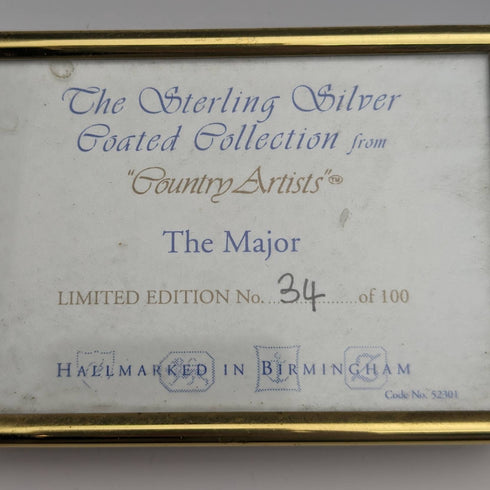 The Sterling Silver
Coated Collection from
"Country Artists"™
The Major
LIMITED EDITION No. 34 of 100
HALLMARKED IN BIRMINGHAM
Code No. 52301